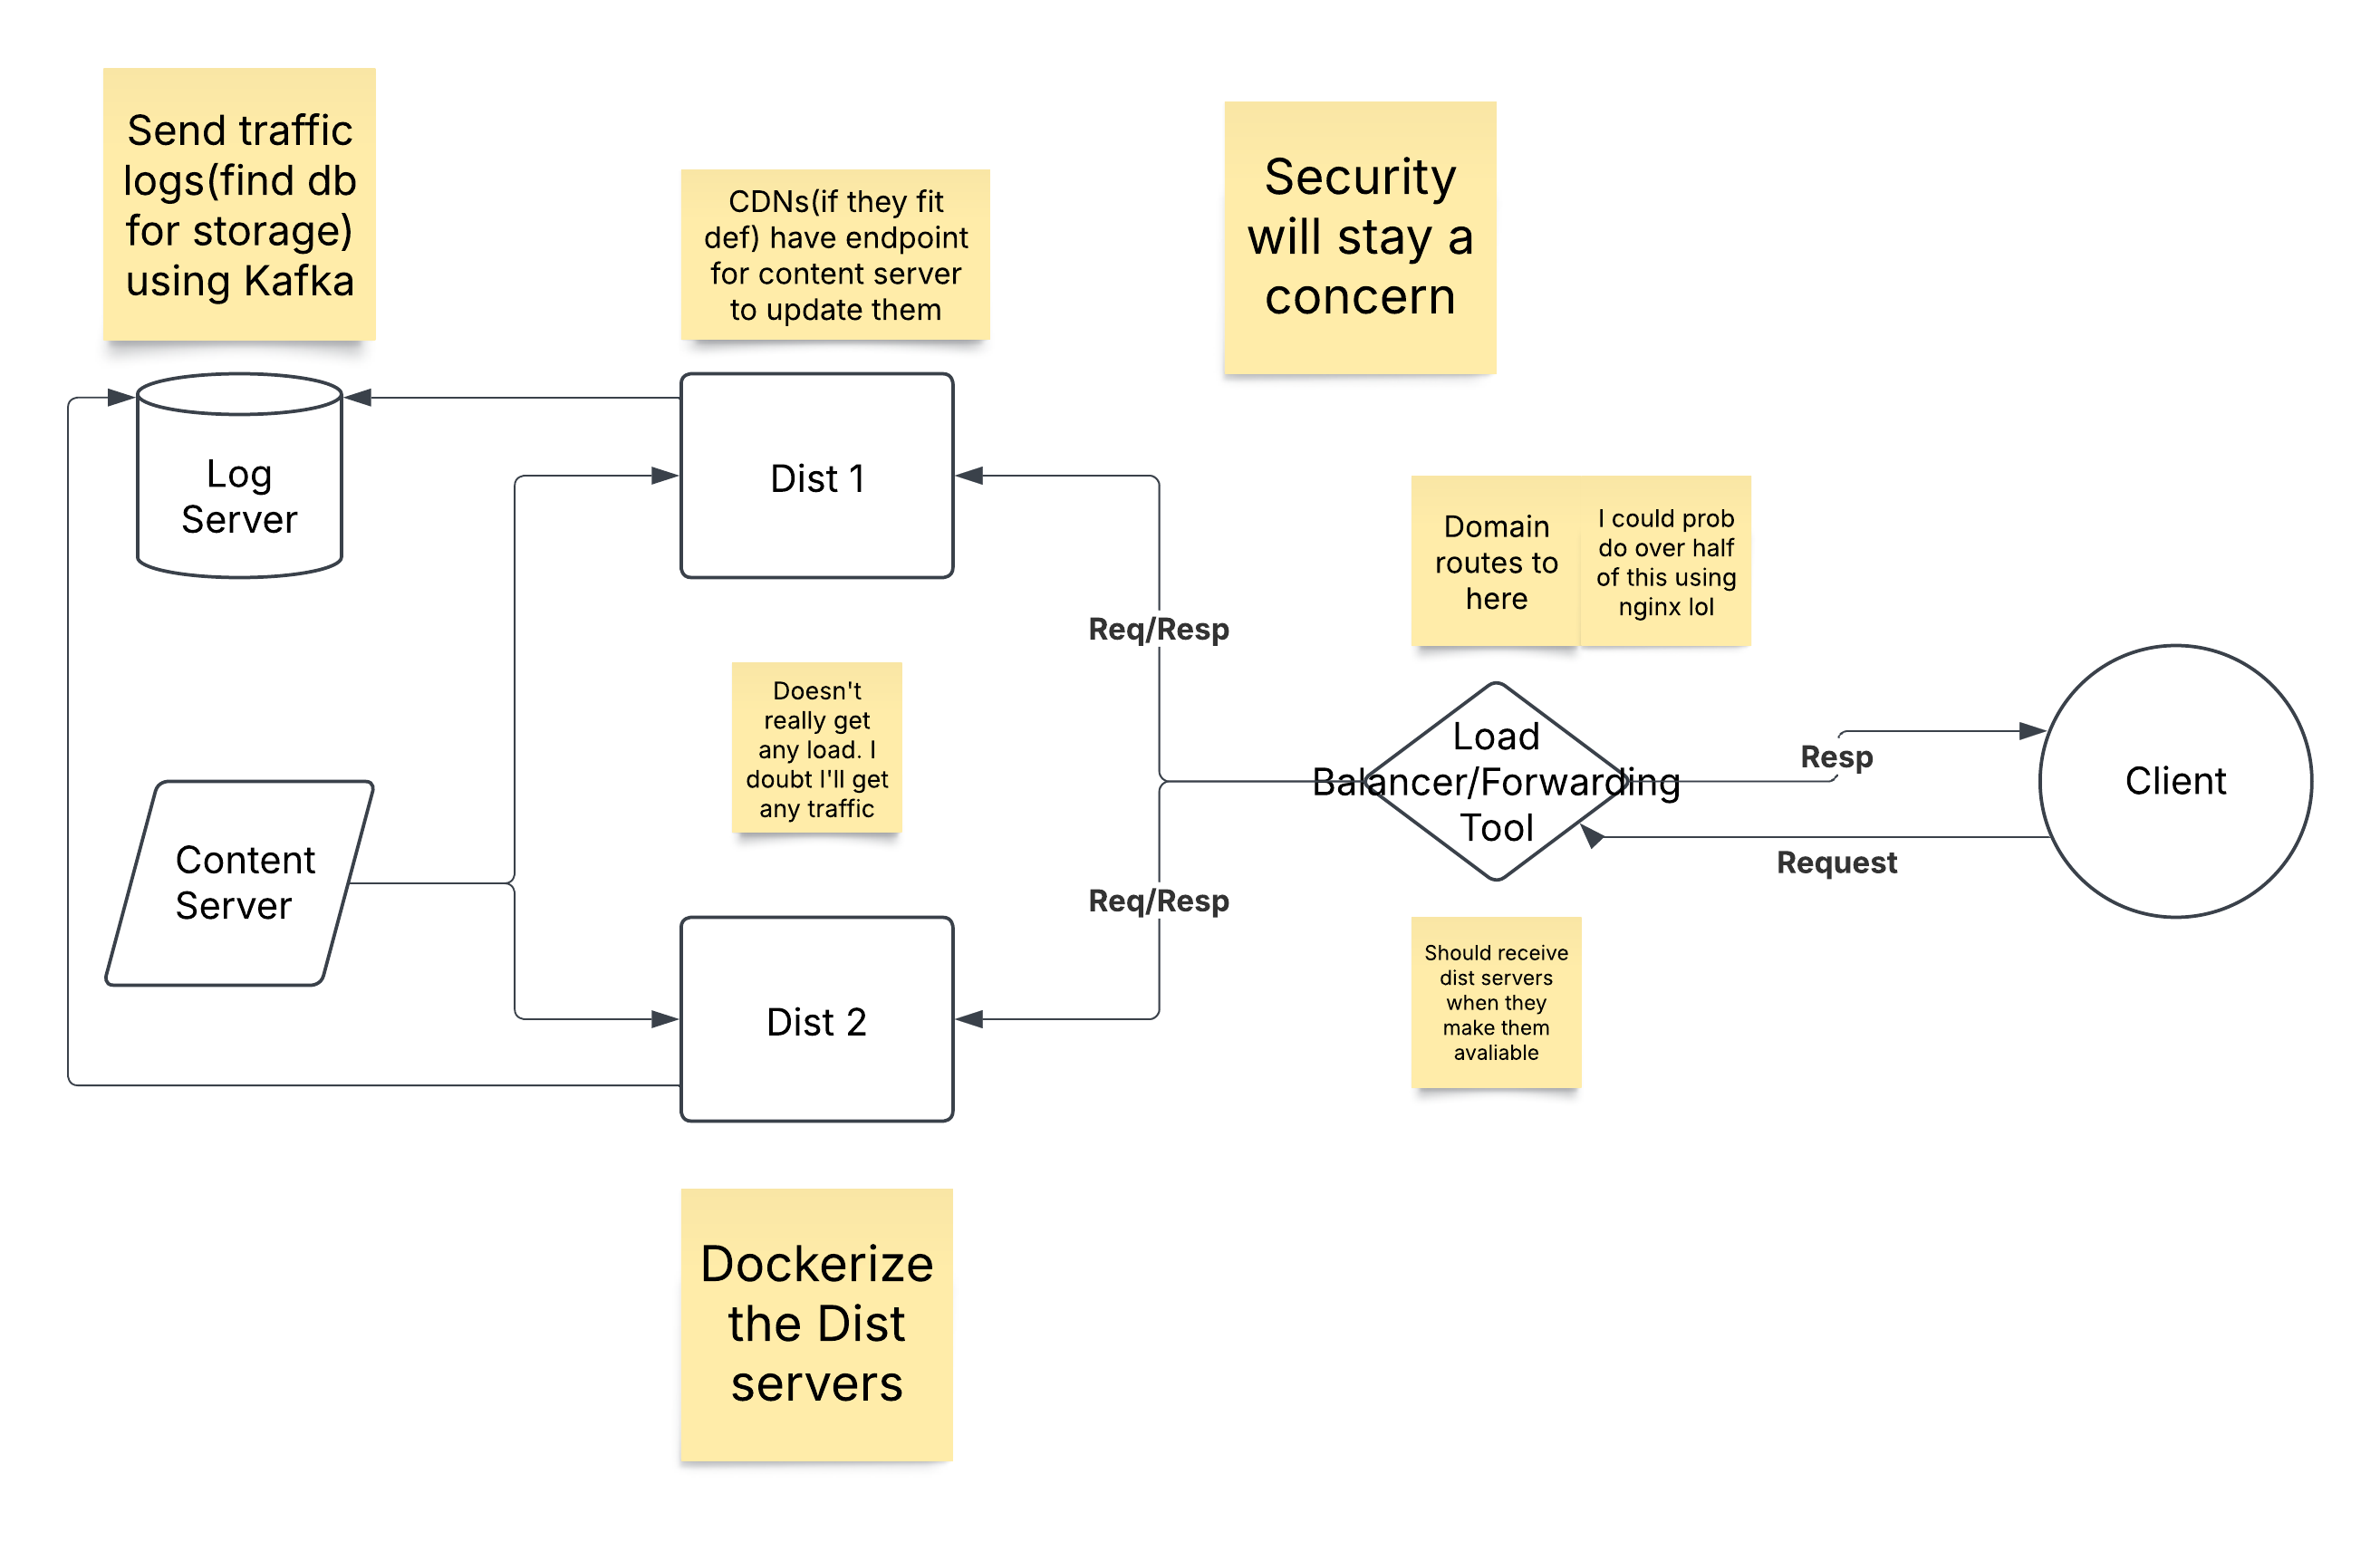 Send traffic
logs(find db
for storage)
using Kafka
CDNs(if they fit
def) have endpoint
for content server
to update them
Security
will stay a
concern
Log
Server
Dist 1
Domain
routes to
here
I could prob
do over half
of this using
nginx lol
Req/Resp
Doesn't
really get
any load. I
doubt I'll get
any traffic
Load
Balancer/Forwarding
Tool
Resp
Client
Request
Content
Server
Req/Resp
Dist 2
Should receive
dist servers
when they
make them
avaliable
Dockerize
the Dist
servers